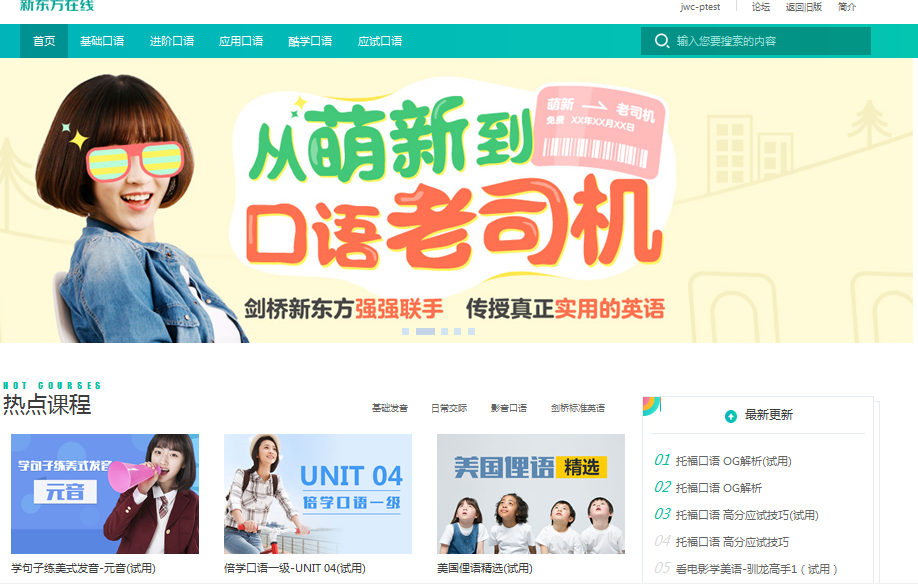 新东方在线
jwc-ptest 论坛 返回旧版 简介
首页 基础口语 进阶口语 应用口语 酷学口语 应试口语
输入您要搜索的内容
从萌新到
萌新 老司机
免费 XX年XX月XX日
口语老司机
剑桥新东方强强联手 传授真正实用的英语
HOT COURSES
热点课程
基础发音 日常交际 影音口语 剑桥标准英语
学句子练美式发音
元音
学句子练美式发音-元音(试用)
UNIT 04
倍学口语一级
倍学口语一级-UNIT 04(试用)
美国俚语 精选
美国俚语精选(试用)
最新更新
01 托福口语 OG解析(试用)
02 托福口语 OG解析
03 托福口语 高分应试技巧(试用)
04 托福口语 高分应试技巧
05 看电影学美语-驯龙高手1（试用）